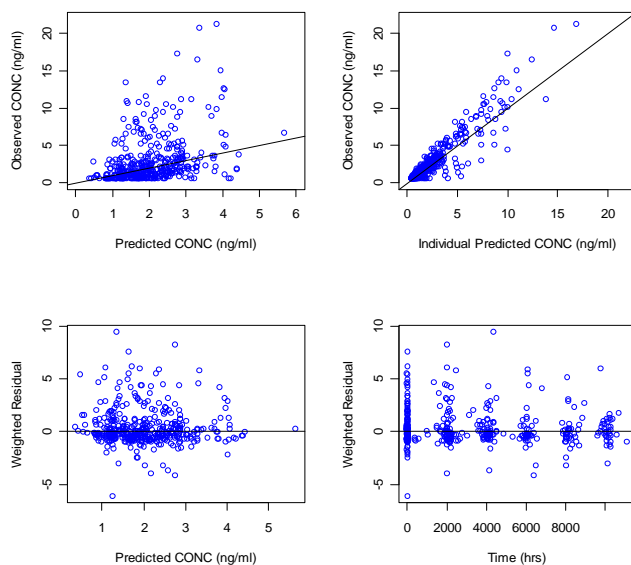 Observed CONC (ng/ml)
0 5 10 15 20
0 1 2 3 4 5 6
Predicted CONC (ng/ml)
Observed CONC (ng/ml)
0 5 10 15 20
0 5 10 15 20
Individual Predicted CONC (ng/ml)
Weighted Residual
-5 0 5 10
1 2 3 4 5
Predicted CONC (ng/ml)
Weighted Residual
-5 0 5 10
0 2000 4000 6000 8000
Time (hrs)